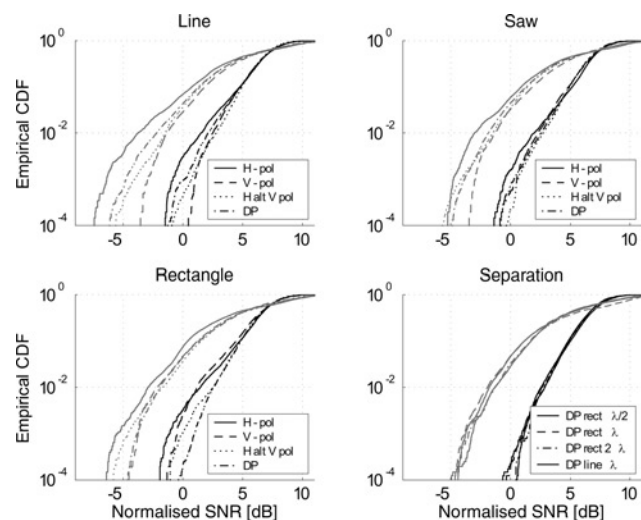 Line
Empirical CDF
10^0
10^-2
10^-4
-5 0 5 10
H - pol
V - pol
H alt V pol
DP
Saw
10^0
10^-2
10^-4
-5 0 5 10
H - pol
V - pol
H alt V pol
DP
Rectangle
Empirical CDF
10^0
10^-2
10^-4
-5 0 5 10
Normalised SNR [dB]
H - pol
V - pol
H alt V pol
DP
Separation
10^0
10^-2
10^-4
-5 0 5 10
Normalised SNR [dB]
DP rect λ/2
DP rect λ
DP rect 2 λ
DP line λ